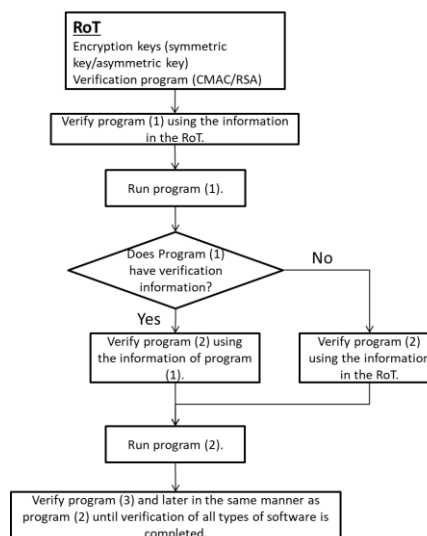 RoT
Encryption keys (symmetric
key/asymmetric key)
Verification program (CMAC/RSA)
Verify program (1) using the information
in the RoT.
Run program (1).
Does Program (1)
have verification
information?
No
Yes
Verify program (2) using
the information of program
(1).
Verify program (2)
using the information
in the RoT.
Run program (2).
Verify program (3) and later in the same manner as
program (2) until verification of all types of software is
completed.